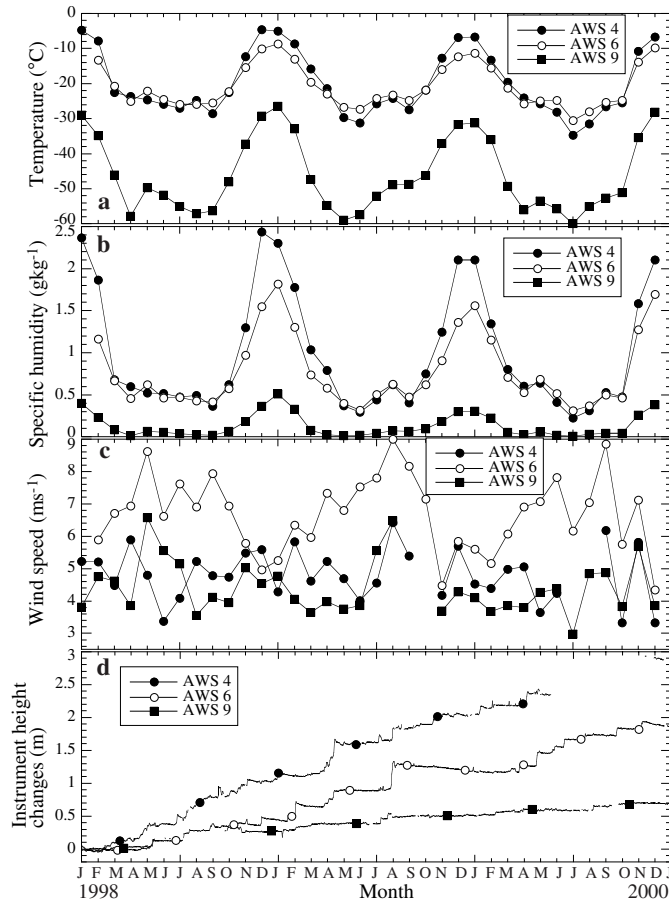 0
-10
-20
-30
-40
-50
-60
Temperature (°C)
AWS 4
AWS 6
AWS 9
a
2.5
2
1.5
1
0.5
0
Specific humidity (gkg-1)
b
AWS 4
AWS 6
AWS 9
9
8
7
6
5
4
3
Wind speed (ms-1)
c
AWS 4
AWS 6
AWS 9
3
2.5
2
1.5
1
0.5
0
Instrument height
changes (m)
d
AWS 4
AWS 6
AWS 9
J F M A M J J A S O N D J F M A M J J A S O N D J F M A M J J A S O N D J
1998 Month 2000